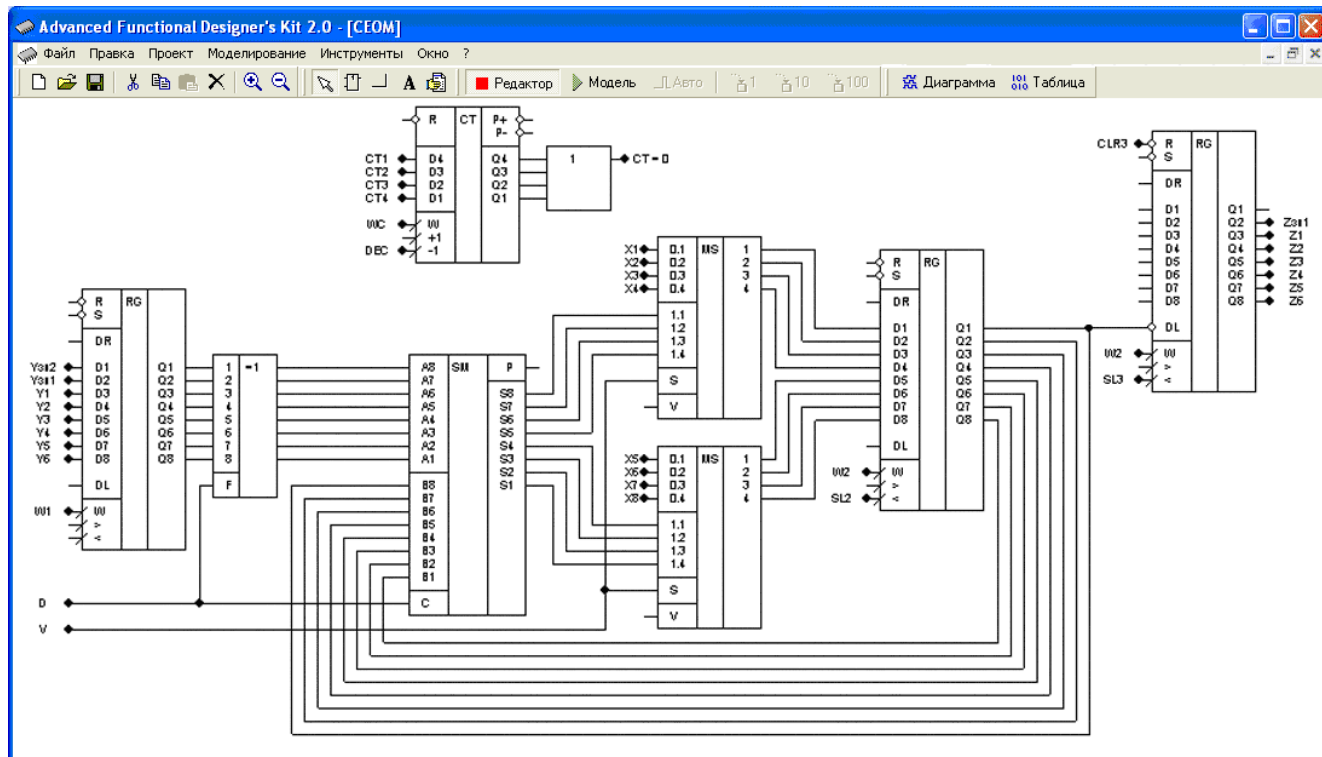 Advanced Functional Designer's Kit 2.0 - [CEOM]
Файл Правка Проект Моделирование Инструменты Окно ?
A Редактор Модель Авто 1 10 100 Диаграмма Таблица
R CT P+
P-
CT1 D4 Q4 1 CT=0
CT2 D3 Q3
CT3 D2 Q2
CT4 D1 Q1
WC W
+1
DEC -1
CLR3 R RG
S
DR
D1 Q1
D2 Q2 Zзн1
D3 Q3 Z1
D4 Q4 Z2
D5 Q5 Z3
D6 Q6 Z4
D7 Q7 Z5
D8 Q8 Z6
DL
W2 W
>
SL3 <
X1 0.1 MS 1
X2 0.2 2
X3 0.3 3
X4 0.4 4
1.1
1.2
1.3
1.4
S
V
R RG
S
DR
D1 Q1
D2 Q2
D3 Q3
D4 Q4
D5 Q5
D6 Q6
D7 Q7
D8 Q8
DL
W2 W
>
SL2 <
R RG
S
DR
Yзн2 D1 Q1
Yзн1 D2 Q2
Y1 D3 Q3
Y2 D4 Q4
Y3 D5 Q5
Y4 D6 Q6
Y5 D7 Q7
Y6 D8 Q8
DL
W1 W
>
<
1 =1
2
3
4
5
6
7
8
F
A8 SM P
A7
A6 S8
A5 S7
A4 S6
A3 S5
A2 S4
A1 S3
B8 S2
B7 S1
B6
B5
B4
B3
B2
B1
C
X5 0.1 MS 1
X6 0.2 2
X7 0.3 3
X8 0.4 4
1.1
1.2
1.3
1.4
S
V
D
V